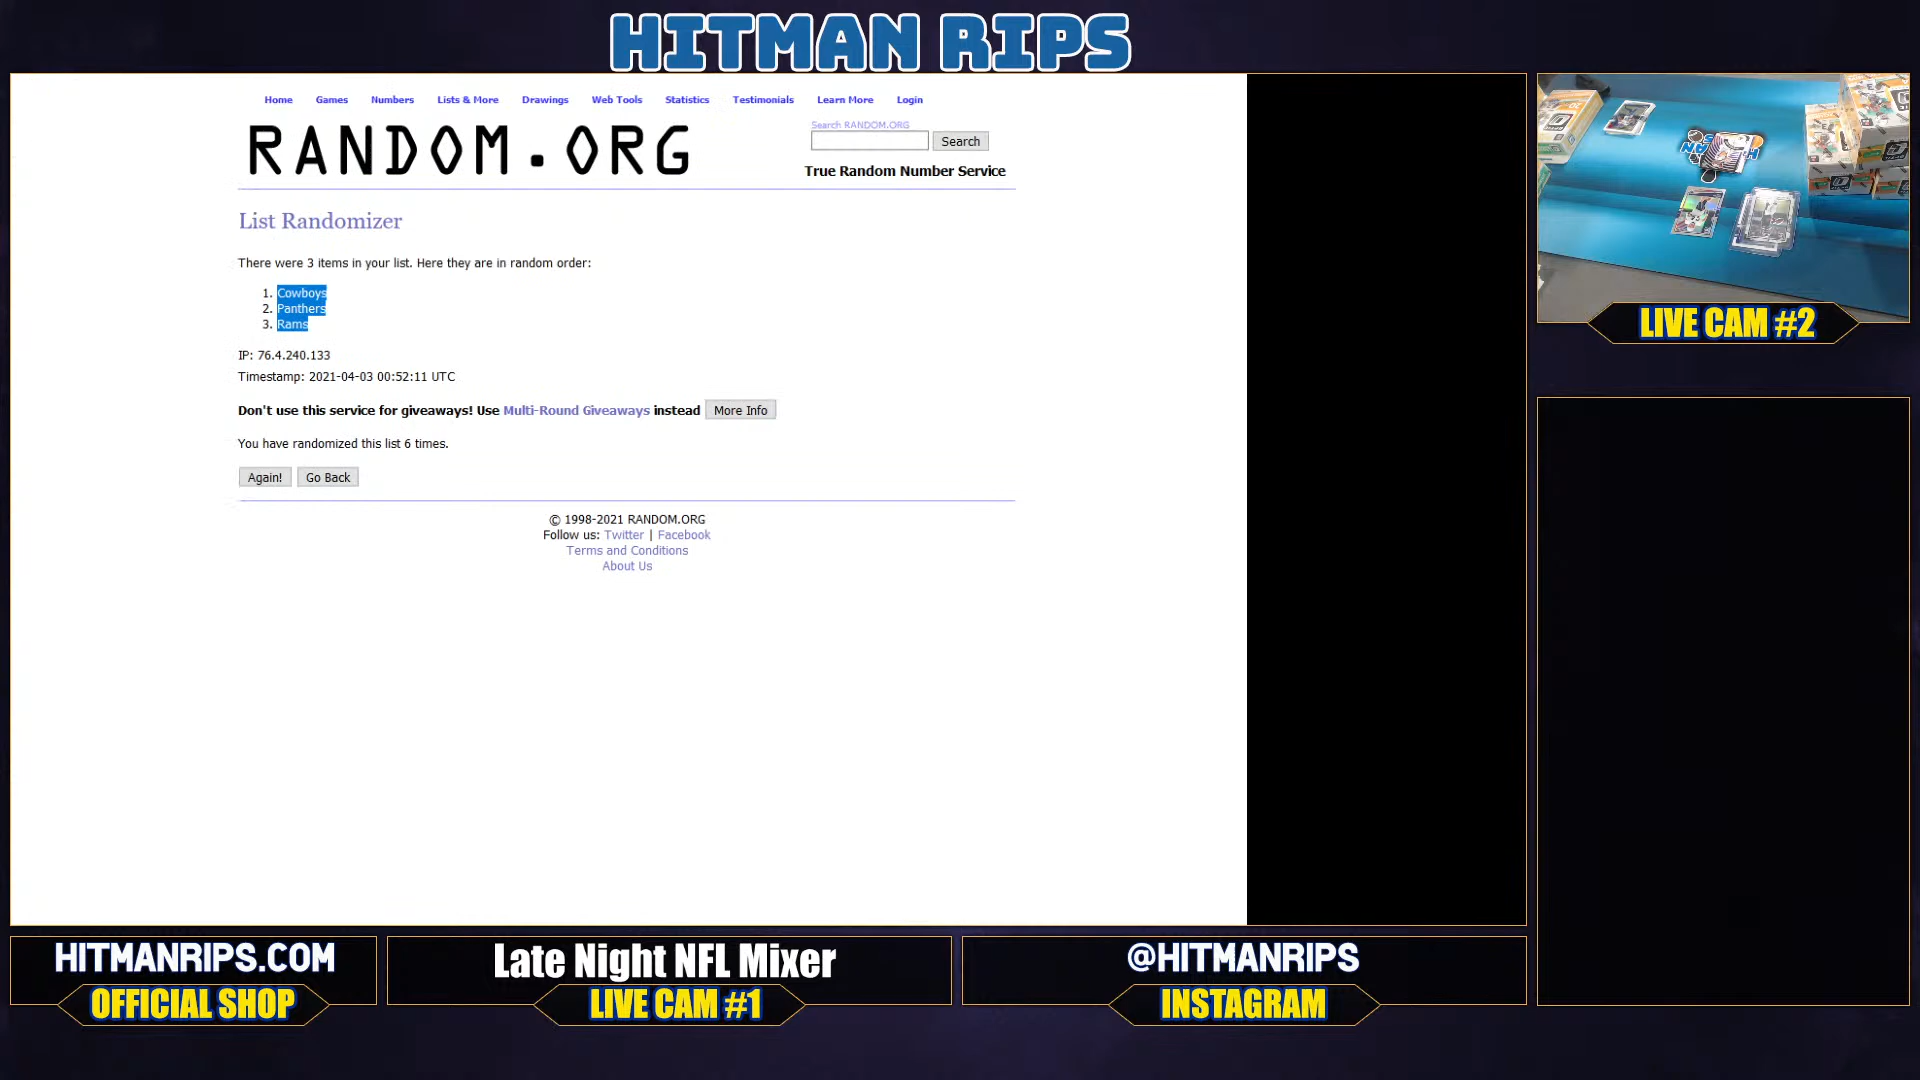 HITMAN RIPS
Home Games Numbers Lists & More Drawings Web Tools Statistics Testimonials Learn More Login
RANDOM.ORG
Search RANDOM.ORG
Search
True Random Number Service
List Randomizer
There were 3 items in your list. Here they are in random order:
1. Cowboys
2. Panthers
3. Rams
IP: 76.4.240.133
Timestamp: 2021-04-03 00:52:11 UTC
Don't use this service for giveaways! Use Multi-Round Giveaways instead More Info
You have randomized this list 6 times.
Again! Go Back
© 1998-2021 RANDOM.ORG
Follow us: Twitter | Facebook
Terms and Conditions
About Us
LIVE CAM #2
HITMANRIPS.COM
OFFICIAL SHOP
Late Night NFL Mixer
LIVE CAM #1
@HITMANRIPS
INSTAGRAM